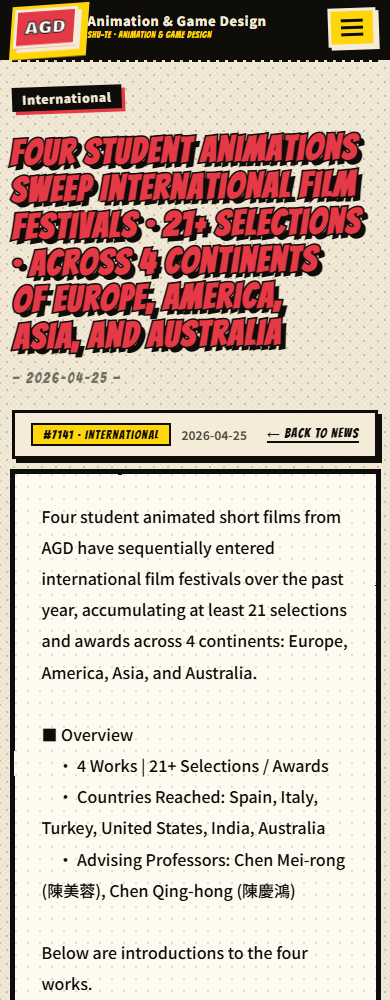 AGD
Animation & Game Design
SHU-TE · ANIMATION & GAME DESIGN
International
FOUR STUDENT ANIMATIONS
SWEEP INTERNATIONAL FILM
FESTIVALS · 21+ SELECTIONS
· ACROSS 4 CONTINENTS
OF EUROPE, AMERICA,
ASIA, AND AUSTRALIA
— 2026-04-25 —
#7141 · INTERNATIONAL
2026-04-25
← BACK TO NEWS
Four student animated short films from
AGD have sequentially entered
international film festivals over the past
year, accumulating at least 21 selections
and awards across 4 continents: Europe,
America, Asia, and Australia.
■ Overview
・ 4 Works | 21+ Selections / Awards
・ Countries Reached: Spain, Italy,
Turkey, United States, India, Australia
・ Advising Professors: Chen Mei-rong
(陳美蓉), Chen Qing-hong (陳慶鴻)
Below are introductions to the four
works.